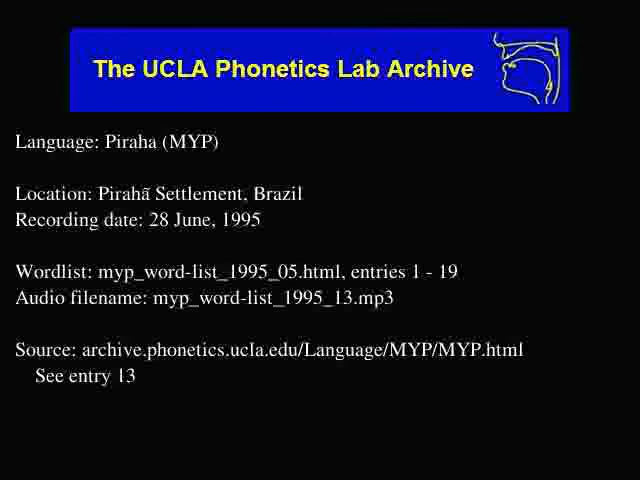 The UCLA Phonetics Lab Archive
Language: Piraha (MYP)
Location: Pirahã Settlement, Brazil
Recording date: 28 June, 1995
Wordlist: myp_word-list_1995_05.html, entries 1 - 19
Audio filename: myp_word-list_1995_13.mp3
Source: archive.phonetics.ucla.edu/Language/MYP/MYP.html
See entry 13